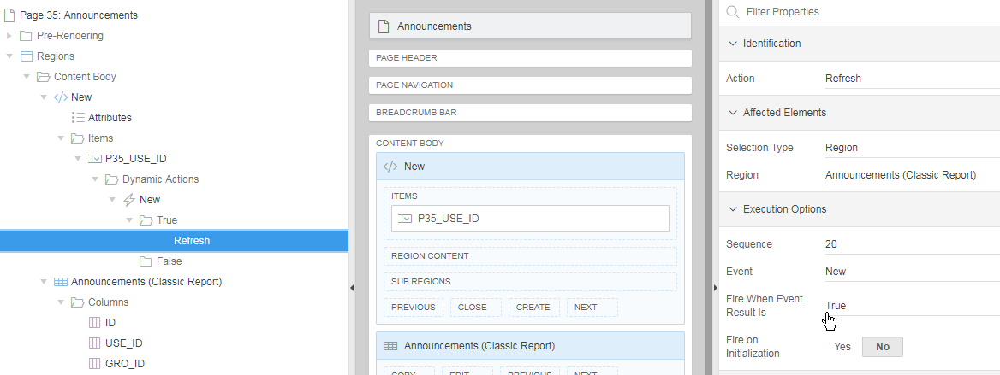 Page 35: Announcements
Pre-Rendering
Regions
Content Body
New
Attributes
Items
P35_USE_ID
Dynamic Actions
New
True
Refresh
False
Announcements (Classic Report)
Columns
ID
USE_ID
GRO_ID
Announcements
PAGE HEADER
PAGE NAVIGATION
BREADCRUMB BAR
CONTENT BODY
New
ITEMS
P35_USE_ID
REGION CONTENT
SUB REGIONS
PREVIOUS CLOSE CREATE NEXT
Announcements (Classic Report)
COPY EDIT PREVIOUS NEXT
Filter Properties
Identification
Action Refresh
Affected Elements
Selection Type Region
Region Announcements (Classic Report)
Execution Options
Sequence 20
Event New
Fire When Event
Result Is True
Fire on
Initialization Yes No